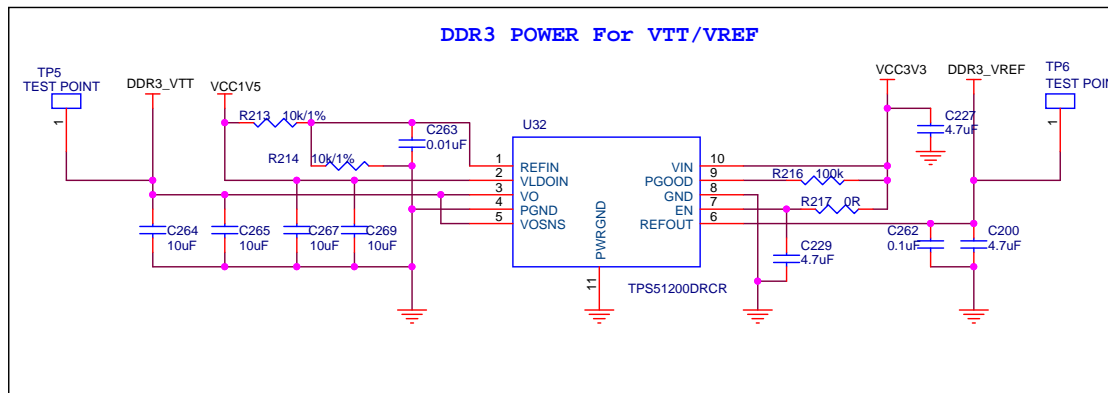 DDR3 POWER For VTT/VREF
TP5
TEST POINT
1
DDR3_VTT
VCC1V5
R213 10k/1%
R214 10k/1%
C263
0.01uF
C264
10uF
C265
10uF
C267
10uF
C269
10uF
U32
1 REFIN
2 VLDOIN
3 VO
4 PGND
5 VOSNS
VIN 10
PGOOD 9
GND 8
EN 7
REFOUT 6
PWRGND
11
TPS51200DRCR
R216 100k
R217 0R
C229
4.7uF
VCC3V3
C227
4.7uF
DDR3_VREF
C262
0.1uF
C200
4.7uF
TP6
TEST POIN
1